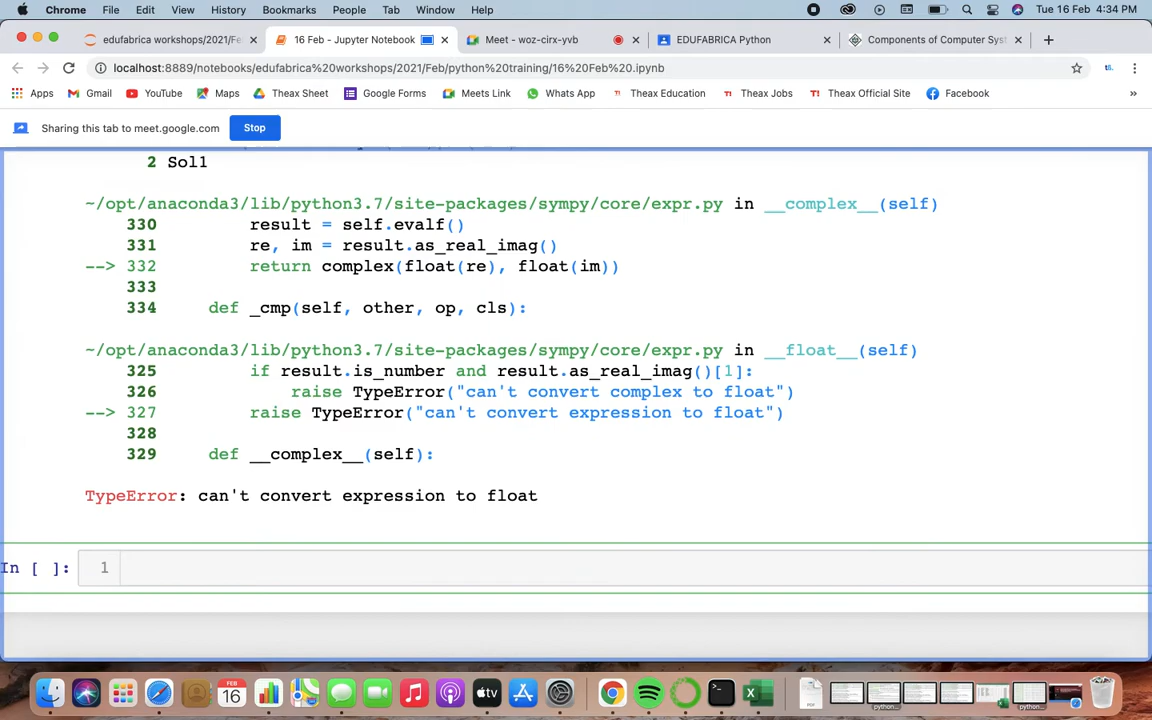 Chrome File Edit View History Bookmarks People Tab Window Help Tue 16 Feb 4:34 PM
edufabrica workshops/2021/Fe 16 Feb - Jupyter Notebook Meet - woz-cirx-yvb EDUFABRICA Python Components of Computer Syst
localhost:8889/notebooks/edufabrica%20workshops/2021/Feb/python%20training/16%20Feb%20.ipynb
Apps Gmail YouTube Maps Theax Sheet Google Forms Meets Link Whats App Theax Education Theax Jobs Theax Official Site Facebook »
Sharing this tab to meet.google.com Stop
2 Sol1
~/opt/anaconda3/lib/python3.7/site-packages/sympy/core/expr.py in __complex__(self)
330 result = self.evalf()
331 re, im = result.as_real_imag()
--> 332 return complex(float(re), float(im))
333
334 def _cmp(self, other, op, cls):
~/opt/anaconda3/lib/python3.7/site-packages/sympy/core/expr.py in __float__(self)
325 if result.is_number and result.as_real_imag()[1]:
326 raise TypeError("can't convert complex to float")
--> 327 raise TypeError("can't convert expression to float")
328
329 def __complex__(self):
TypeError: can't convert expression to float
In [ ]: 1
FEB
16
tv